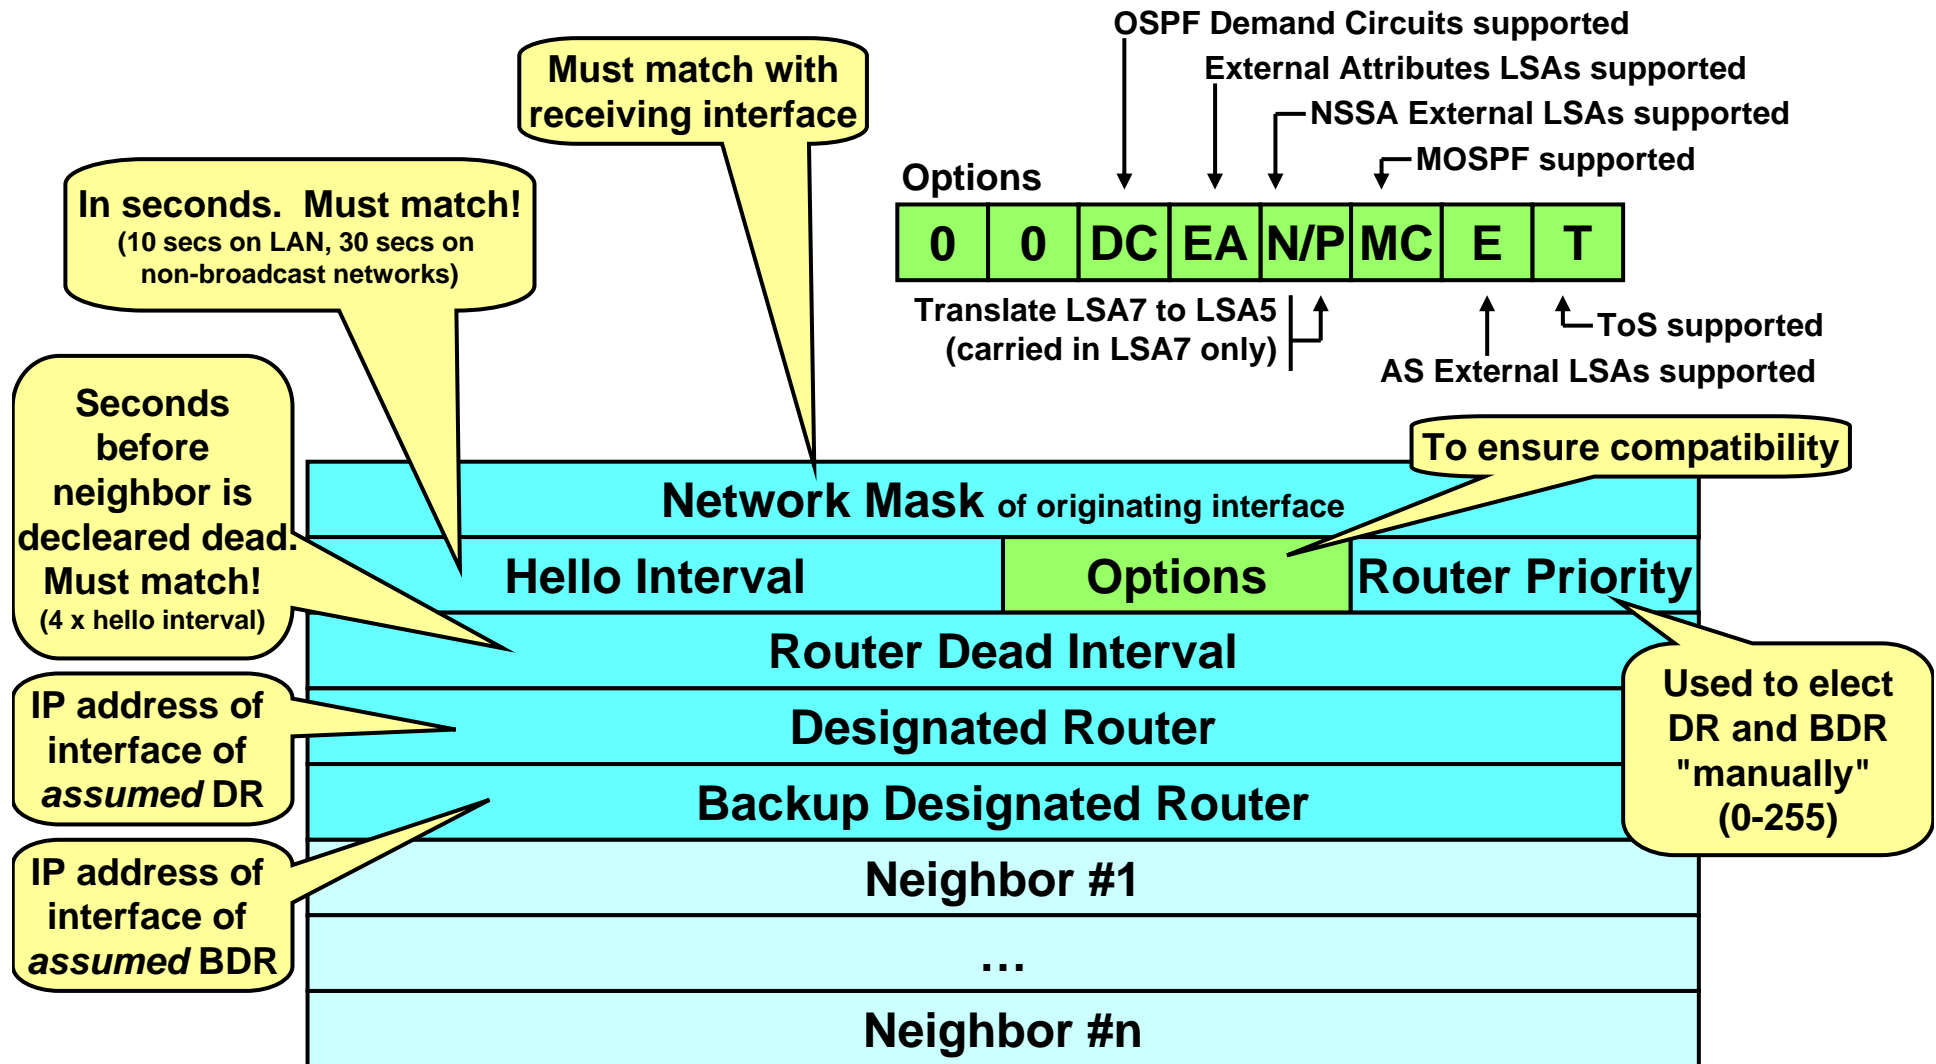 OSPF Demand Circuits supported
External Attributes LSAs supported
NSSA External LSAs supported
MOSPF supported
Options
0 0 DC EA N/P MC E T
Translate LSA7 to LSA5
(carried in LSA7 only)
ToS supported
AS External LSAs supported
Must match with
receiving interface
In seconds. Must match!
(10 secs on LAN, 30 secs on
non-broadcast networks)
Seconds
before
neighbor is
decleared dead.
Must match!
(4 x hello interval)
To ensure compatibility
Network Mask of originating interface
Hello Interval Options Router Priority
Router Dead Interval
Designated Router
Backup Designated Router
Neighbor #1
...
Neighbor #n
IP address of
interface of
assumed DR
IP address of
interface of
assumed BDR
Used to elect
DR and BDR
"manually"
(0-255)